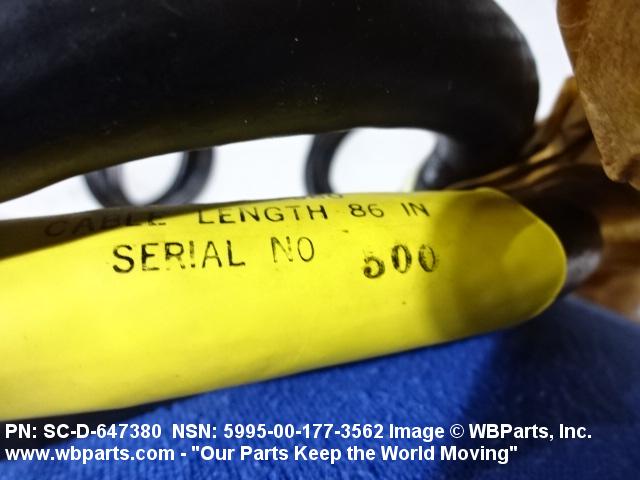 CABLE LENGTH 86 IN
SERIAL NO 500
PN: SC-D-647380 NSN: 5995-00-177-3562 Image © WBParts, Inc.
www.wbparts.com - "Our Parts Keep the World Moving"